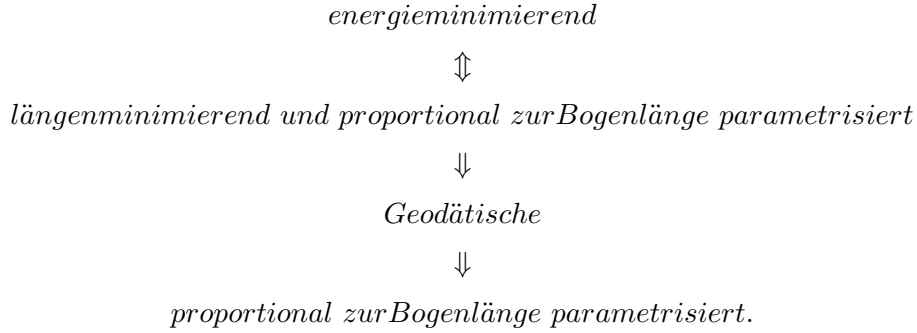 energieminimierend
⇕
längenminimierend und proportional zurBogenlänge parametrisiert
⇓
Geodätische
⇓
proportional zurBogenlänge parametrisiert.